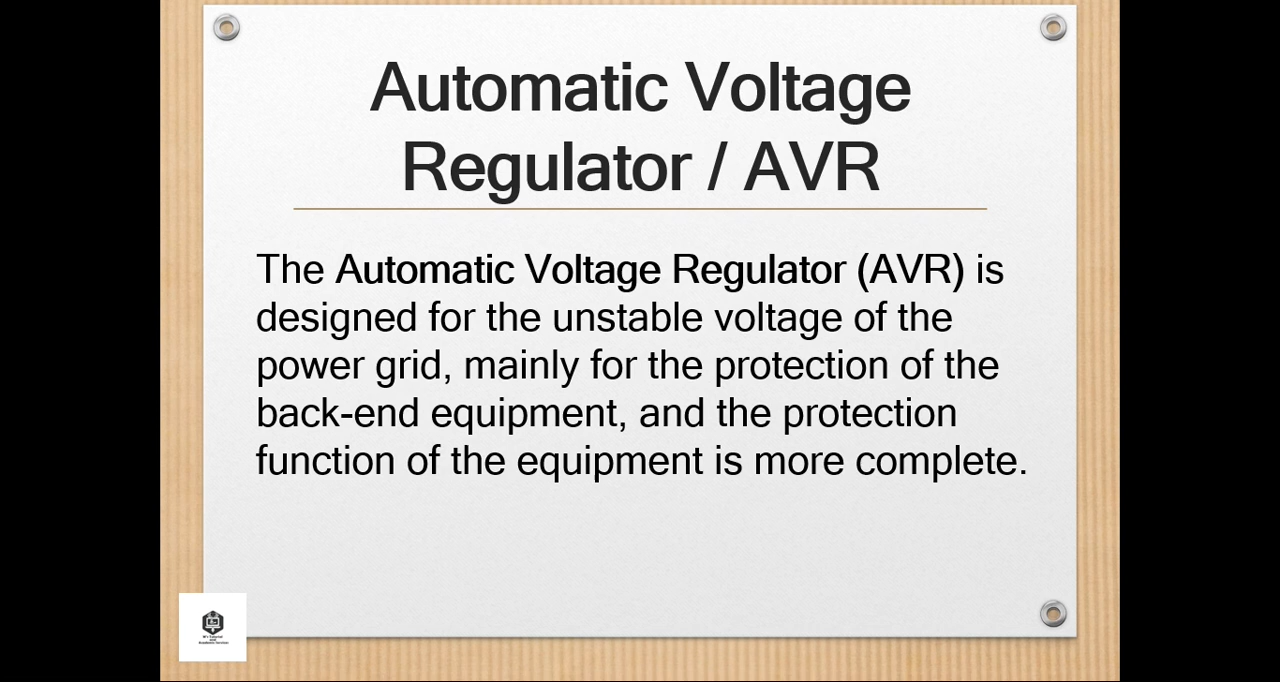 Automatic Voltage
Regulator / AVR
The Automatic Voltage Regulator (AVR) is
designed for the unstable voltage of the
power grid, mainly for the protection of the
back-end equipment, and the protection
function of the equipment is more complete.